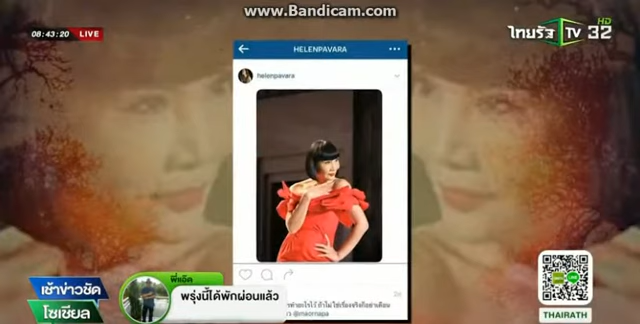 www.Bandicam.com
08:43:20 LIVE
ไทยรัฐ TV 32 HD
HELENPAVARA
helenpavara
เช้าข่าวชัด
โซเชียล
พี่แอ๊ด
พรุ่งนี้ได้พักผ่อนแล้ว
THAIRATH